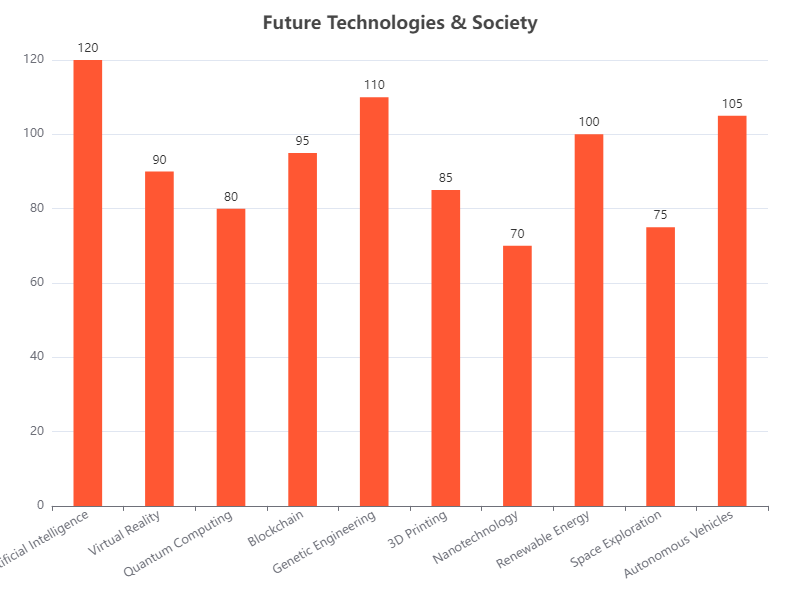 Future Technologies & Society
120
100
80
60
40
20
0
120
90
80
95
110
85
70
100
75
105
Intelligence
Virtual Reality
Quantum Computing
Blockchain
Genetic Engineering
3D Printing
Nanotechnology
Renewable Energy
Space Exploration
Autonomous Vehicles